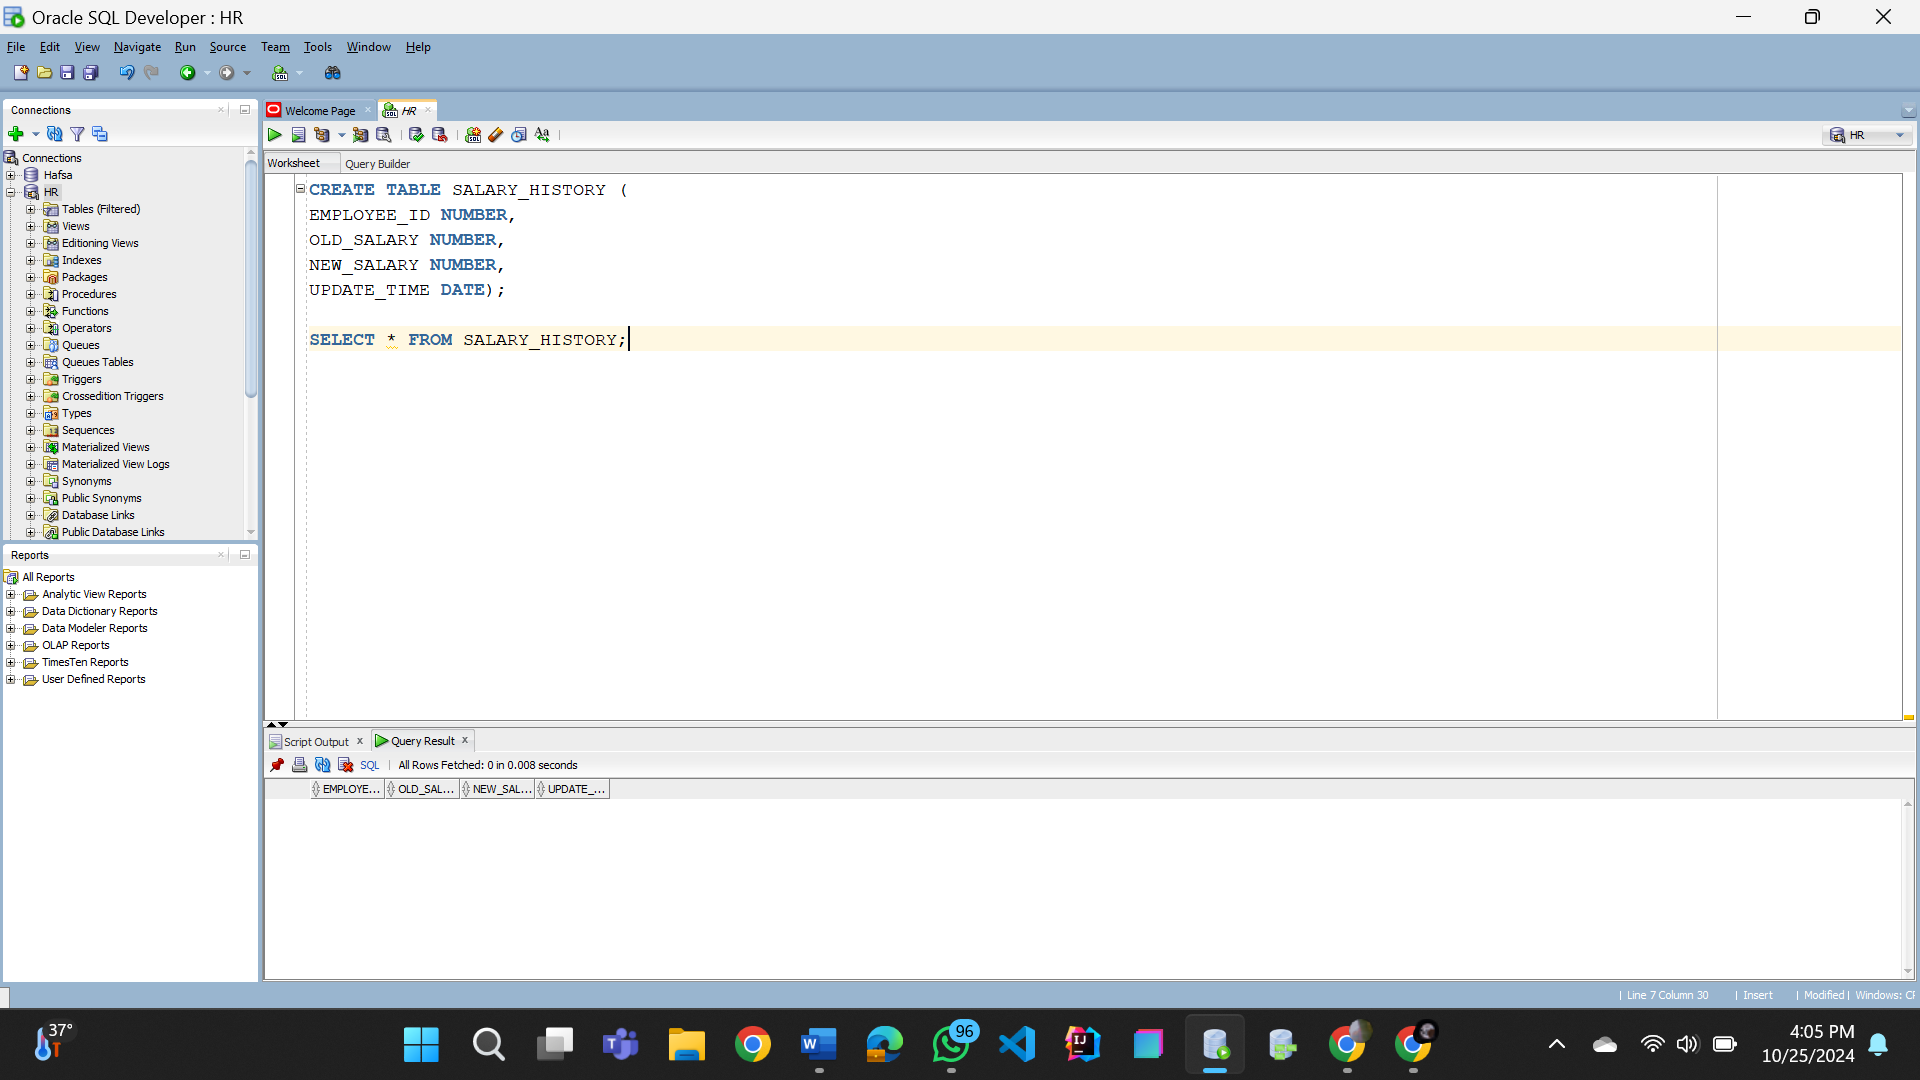 Oracle SQL Developer : HR
File Edit View Navigate Run Source Team Tools Window Help
Connections
Connections
Hafsa
HR
Tables (Filtered)
Views
Editioning Views
Indexes
Packages
Procedures
Functions
Operators
Queues
Queues Tables
Triggers
Crossedition Triggers
Types
Sequences
Materialized Views
Materialized View Logs
Synonyms
Public Synonyms
Database Links
Public Database Links
Reports
All Reports
Analytic View Reports
Data Dictionary Reports
Data Modeler Reports
OLAP Reports
TimesTen Reports
User Defined Reports
Welcome Page HR
HR
Worksheet Query Builder
CREATE TABLE SALARY_HISTORY (
EMPLOYEE_ID NUMBER,
OLD_SALARY NUMBER,
NEW_SALARY NUMBER,
UPDATE_TIME DATE);
SELECT * FROM SALARY_HISTORY;
Script Output x Query Result x
SQL | All Rows Fetched: 0 in 0.008 seconds
EMPLOYE... OLD_SAL... NEW_SAL... UPDATE_...
| Line 7 Column 30 | Insert | Modified | Windows: CF
37°
96
4:05 PM
10/25/2024